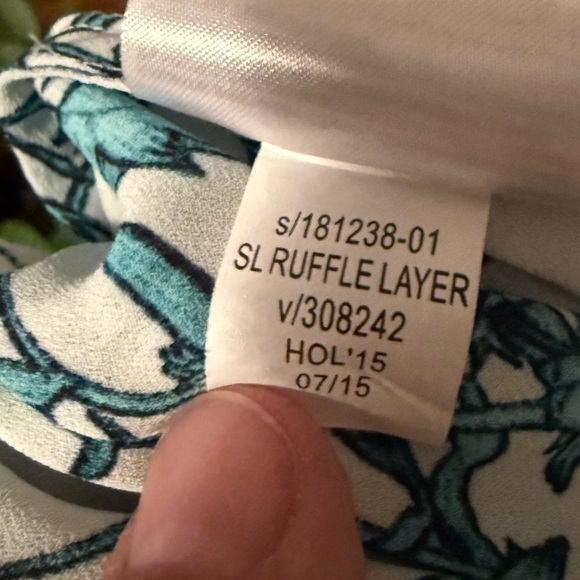 s/181238-01
SL RUFFLE LAYER
v/308242
HOL'15
07/15